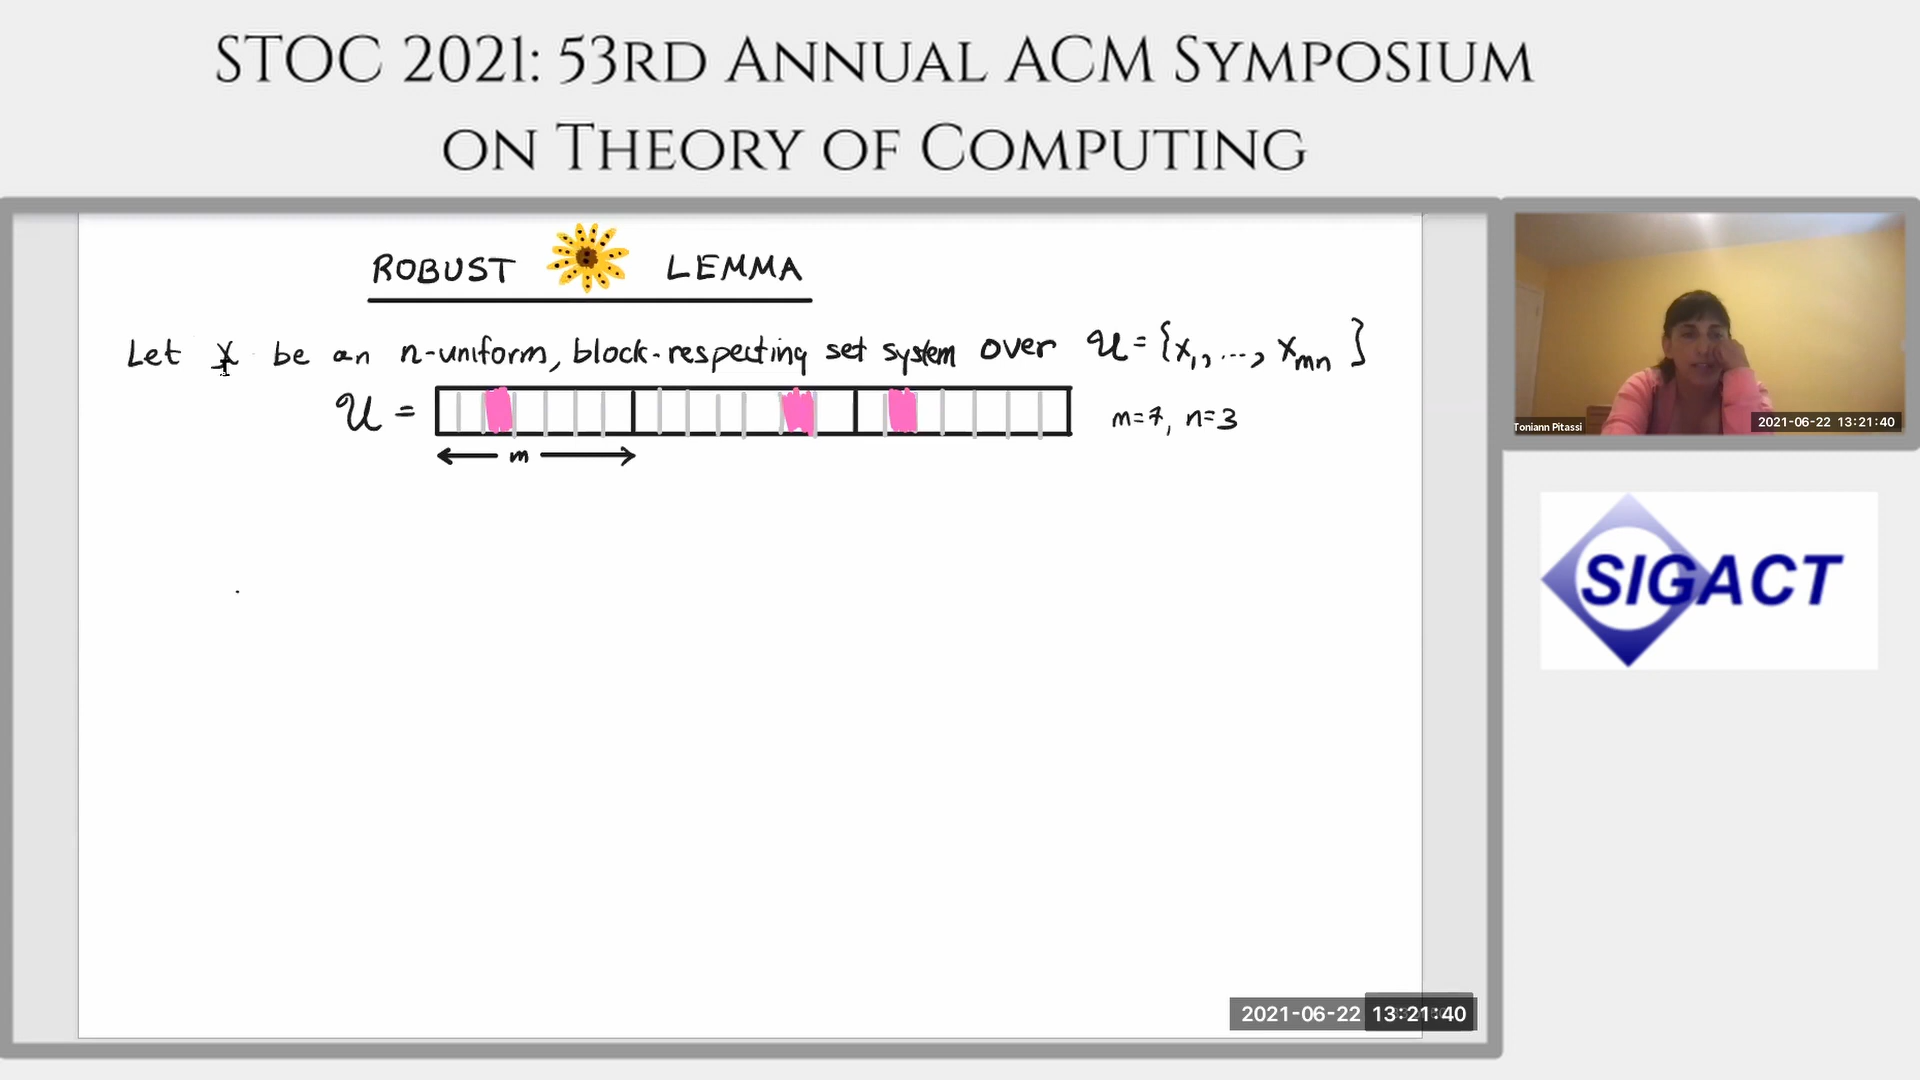 STOC 2021: 53rd Annual ACM Symposium
on Theory of Computing
ROBUST LEMMA
Let X be an n-uniform, block-respecting set system over U = {x₁, ..., xₘₙ}
U =
m=7, n=3
m
Toniann Pitassi
2021-06-22 13:21:40
SIGACT
2021-06-22 13:21:40